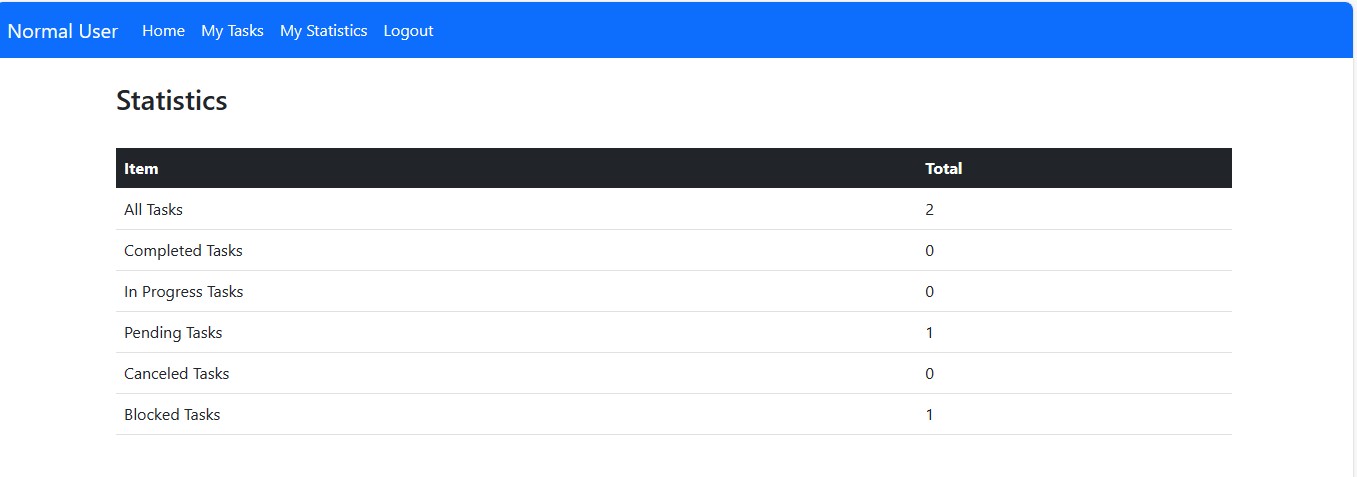 Normal User Home My Tasks My Statistics Logout
Statistics
Item Total
All Tasks 2
Completed Tasks 0
In Progress Tasks 0
Pending Tasks 1
Canceled Tasks 0
Blocked Tasks 1